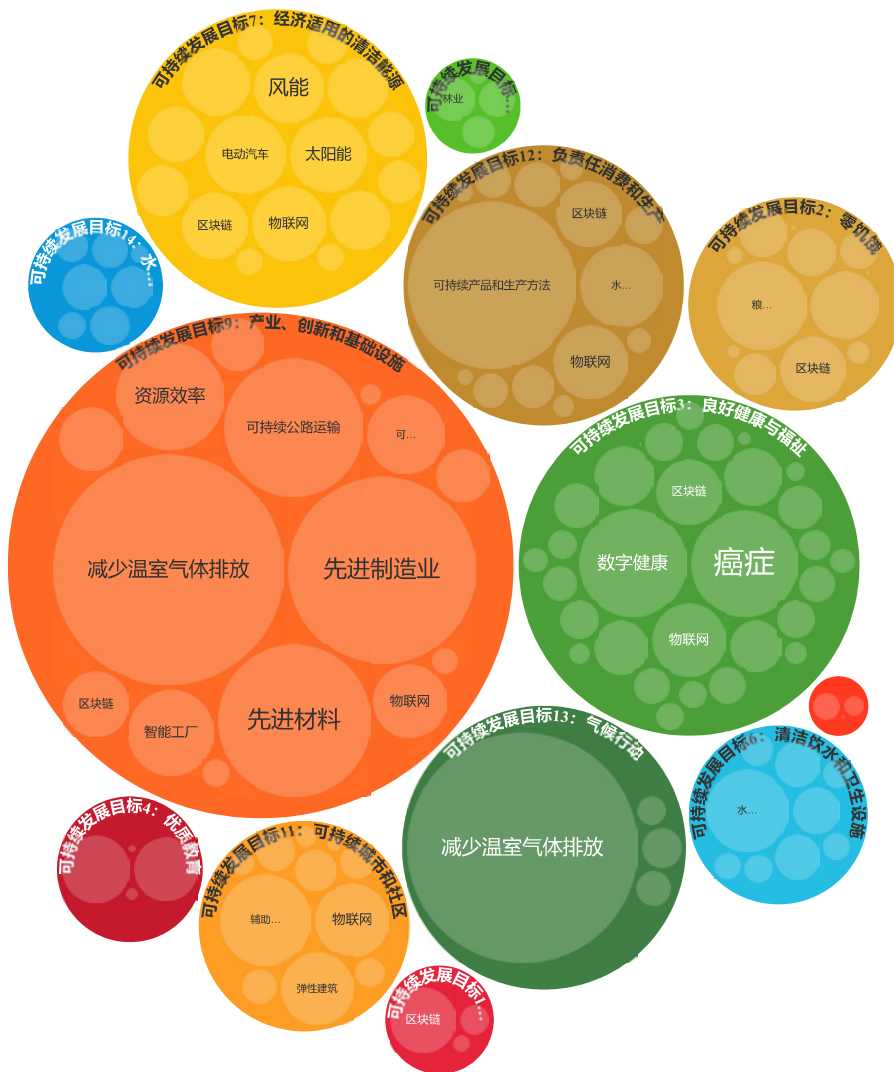 可持续发展目标7：经济适用的清洁能源
风能
电动汽车
太阳能
区块链
物联网
可持续发展目标...
林业
可持续发展目标12：负责任消费和生产
区块链
可持续产品和生产方法
水...
物联网
可持续发展目标2：零饥饿
粮...
区块链
可持续发展目标14：水...
可持续发展目标9：产业、创新和基础设施
资源效率
可持续公路运输
可...
减少温室气体排放
先进制造业
区块链
智能工厂
先进材料
物联网
可持续发展目标3：良好健康与福祉
区块链
数字健康
癌症
物联网
可持续发展目标13：气候行动
减少温室气体排放
可持续发展目标6：清洁饮水和卫生设施
水...
可持续发展目标4：优质教育
可持续发展目标11：可持续城市和社区
辅助...
物联网
弹性建筑
可持续发展目标1...
区块链